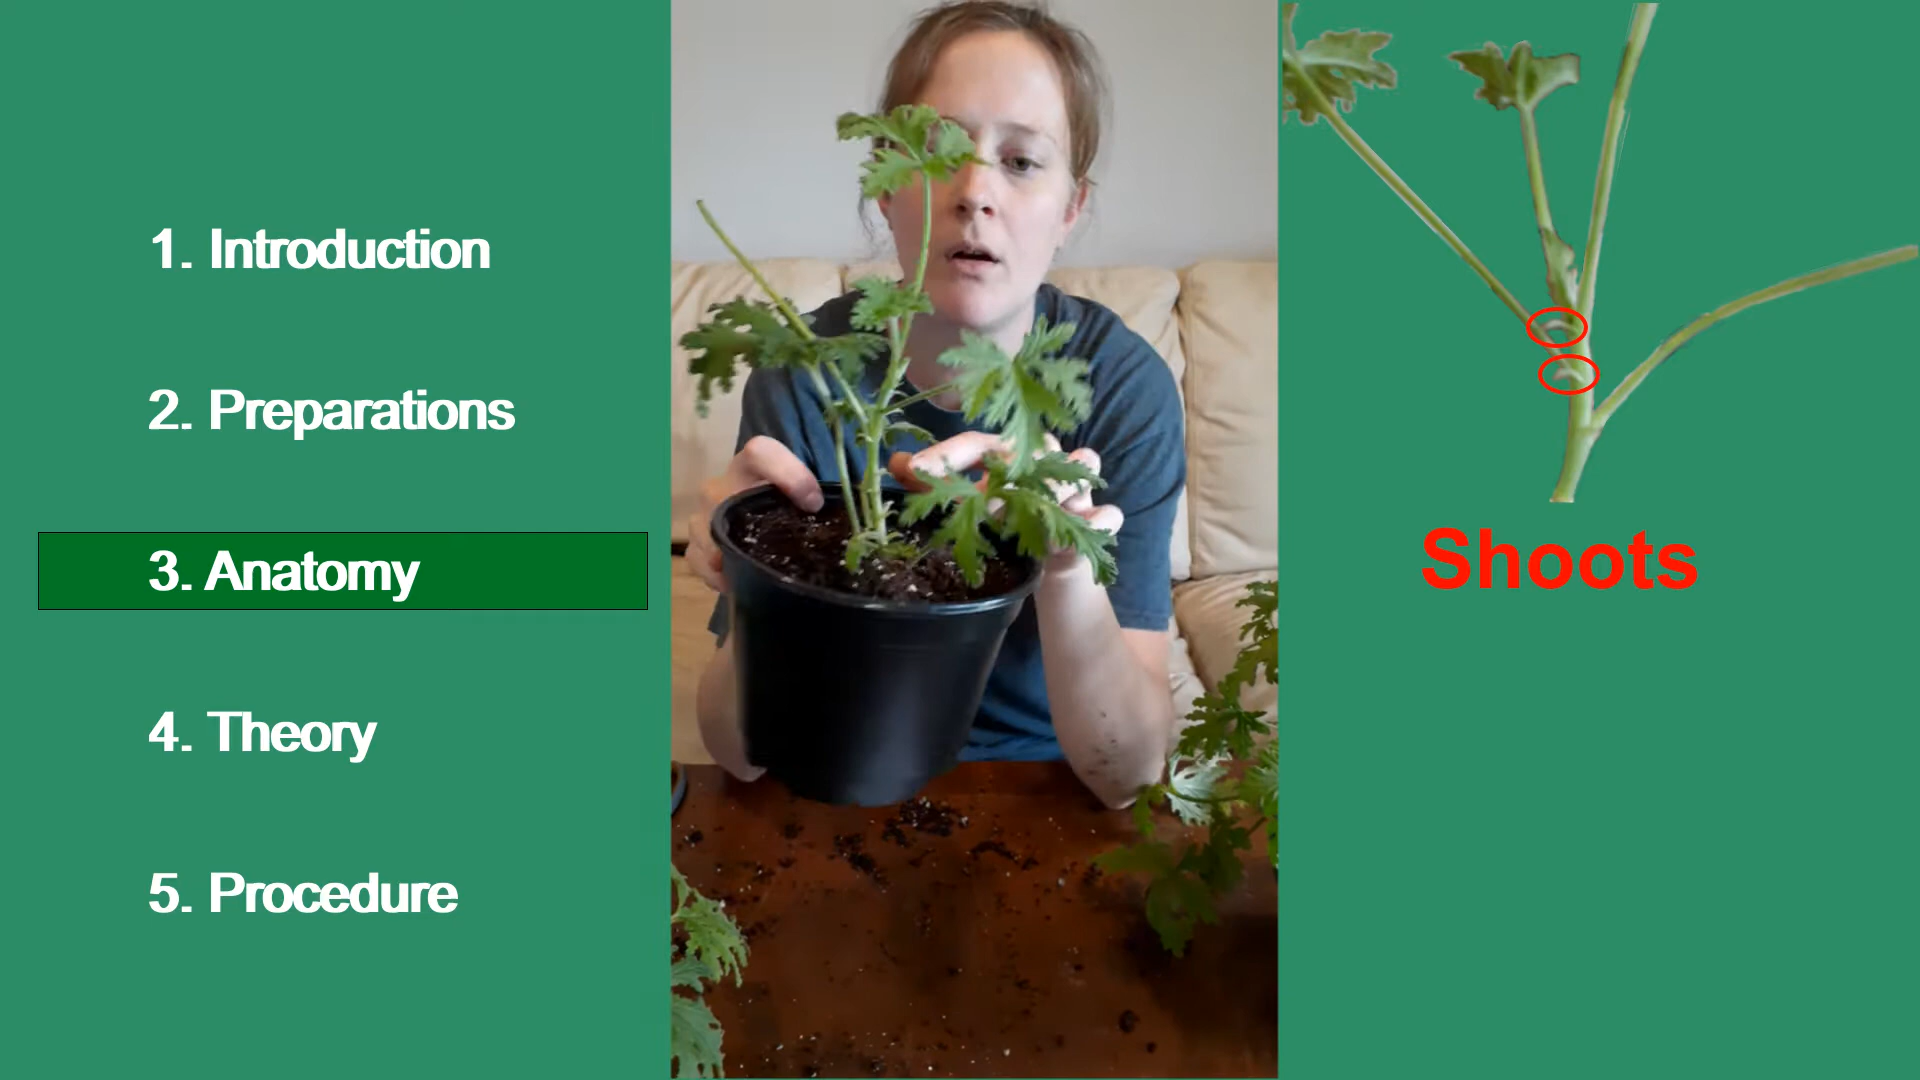 1. Introduction
2. Preparations
3. Anatomy
4. Theory
5. Procedure
Shoots